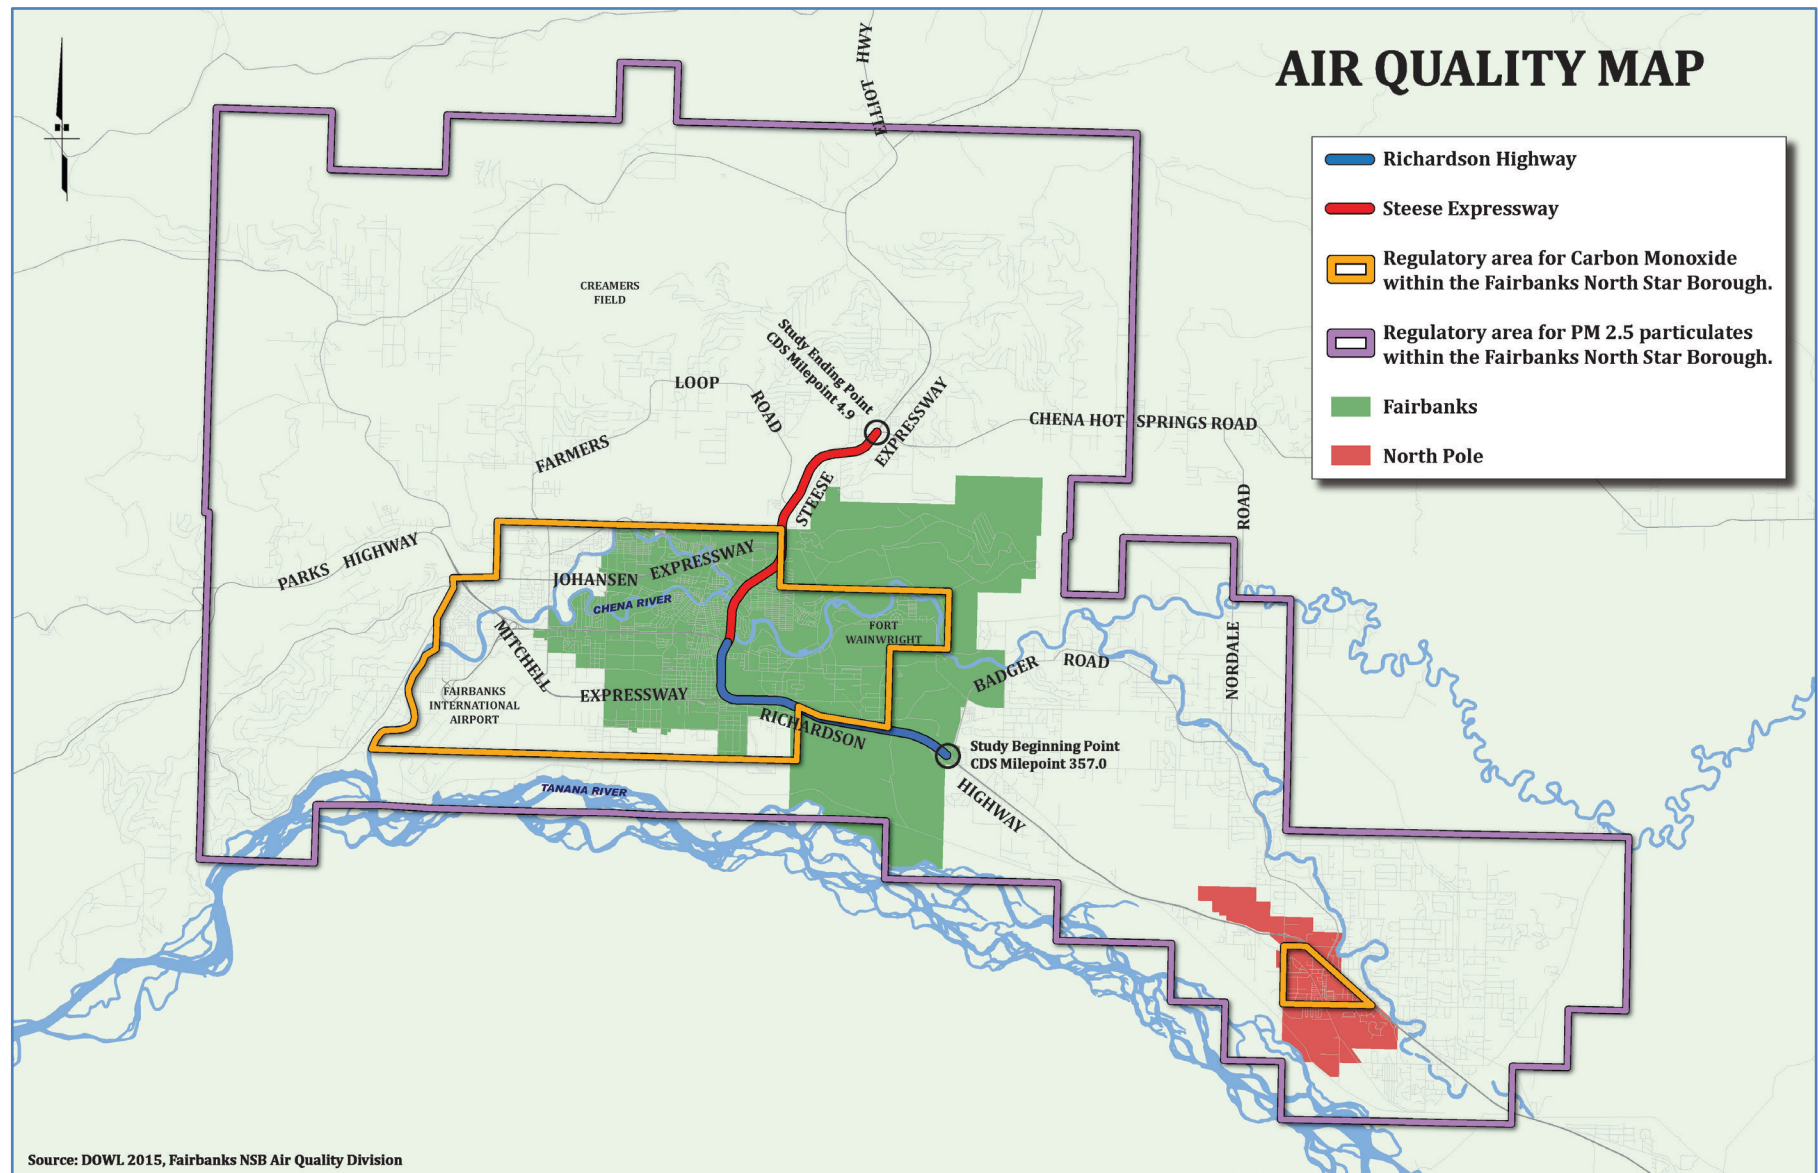 AIR QUALITY MAP
Richardson Highway
Steese Expressway
Regulatory area for Carbon Monoxide
within the Fairbanks North Star Borough.
Regulatory area for PM 2.5 particulates
within the Fairbanks North Star Borough.
Fairbanks
North Pole
ELLIOT HWY
CREAMERS
FIELD
Study Ending Point
CDS Milepoint 4.9
LOOP
ROAD
FARMERS
STEESE
EXPRESSWAY
CHENA HOT SPRINGS ROAD
ROAD
NORDALE
PARKS HIGHWAY
JOHANSEN EXPRESSWAY
CHENA RIVER
MITCHELL
EXPRESSWAY
FORT
WAINWRIGHT
BADGER ROAD
FAIRBANKS
INTERNATIONAL
AIRPORT
RICHARDSON
HIGHWAY
Study Beginning Point
CDS Milepoint 357.0
TANANA RIVER
Source: DOWL 2015, Fairbanks NSB Air Quality Division